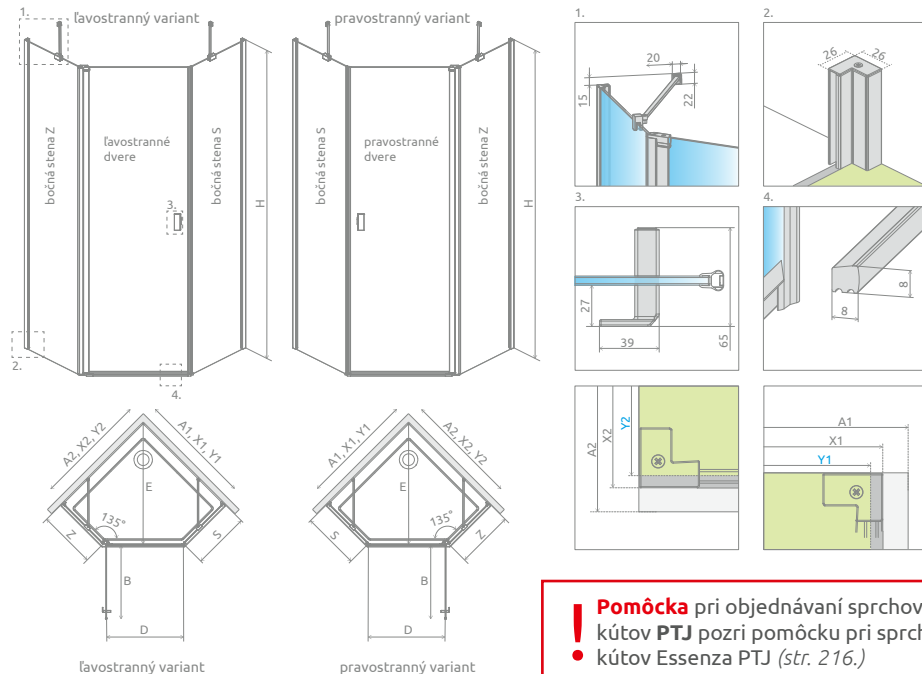 1.
ľavostranný variant
pravostranný variant
bočná stena Z
ľavostranné
dvere
bočná stena S
H
3.
2.
4.
bočná stena S
pravostranné
dvere
bočná stena Z
H
1.
20
15
22
2.
26
26
3.
27
39
65
4.
8
8
A2, X2, Y2
A1, X1, Y1
E
135°
Z
S
B
D
ľavostranný variant
A1, X1, Y1
A2, X2, Y2
E
135°
S
Z
B
D
pravostranný variant
A2
X2
Y2
A1
X1
Y1
! Pomôcka pri objednávaní sprchov
kútov PTJ pozri pomôcku pri sprch
kútov Essenza PTJ (str. 216.)